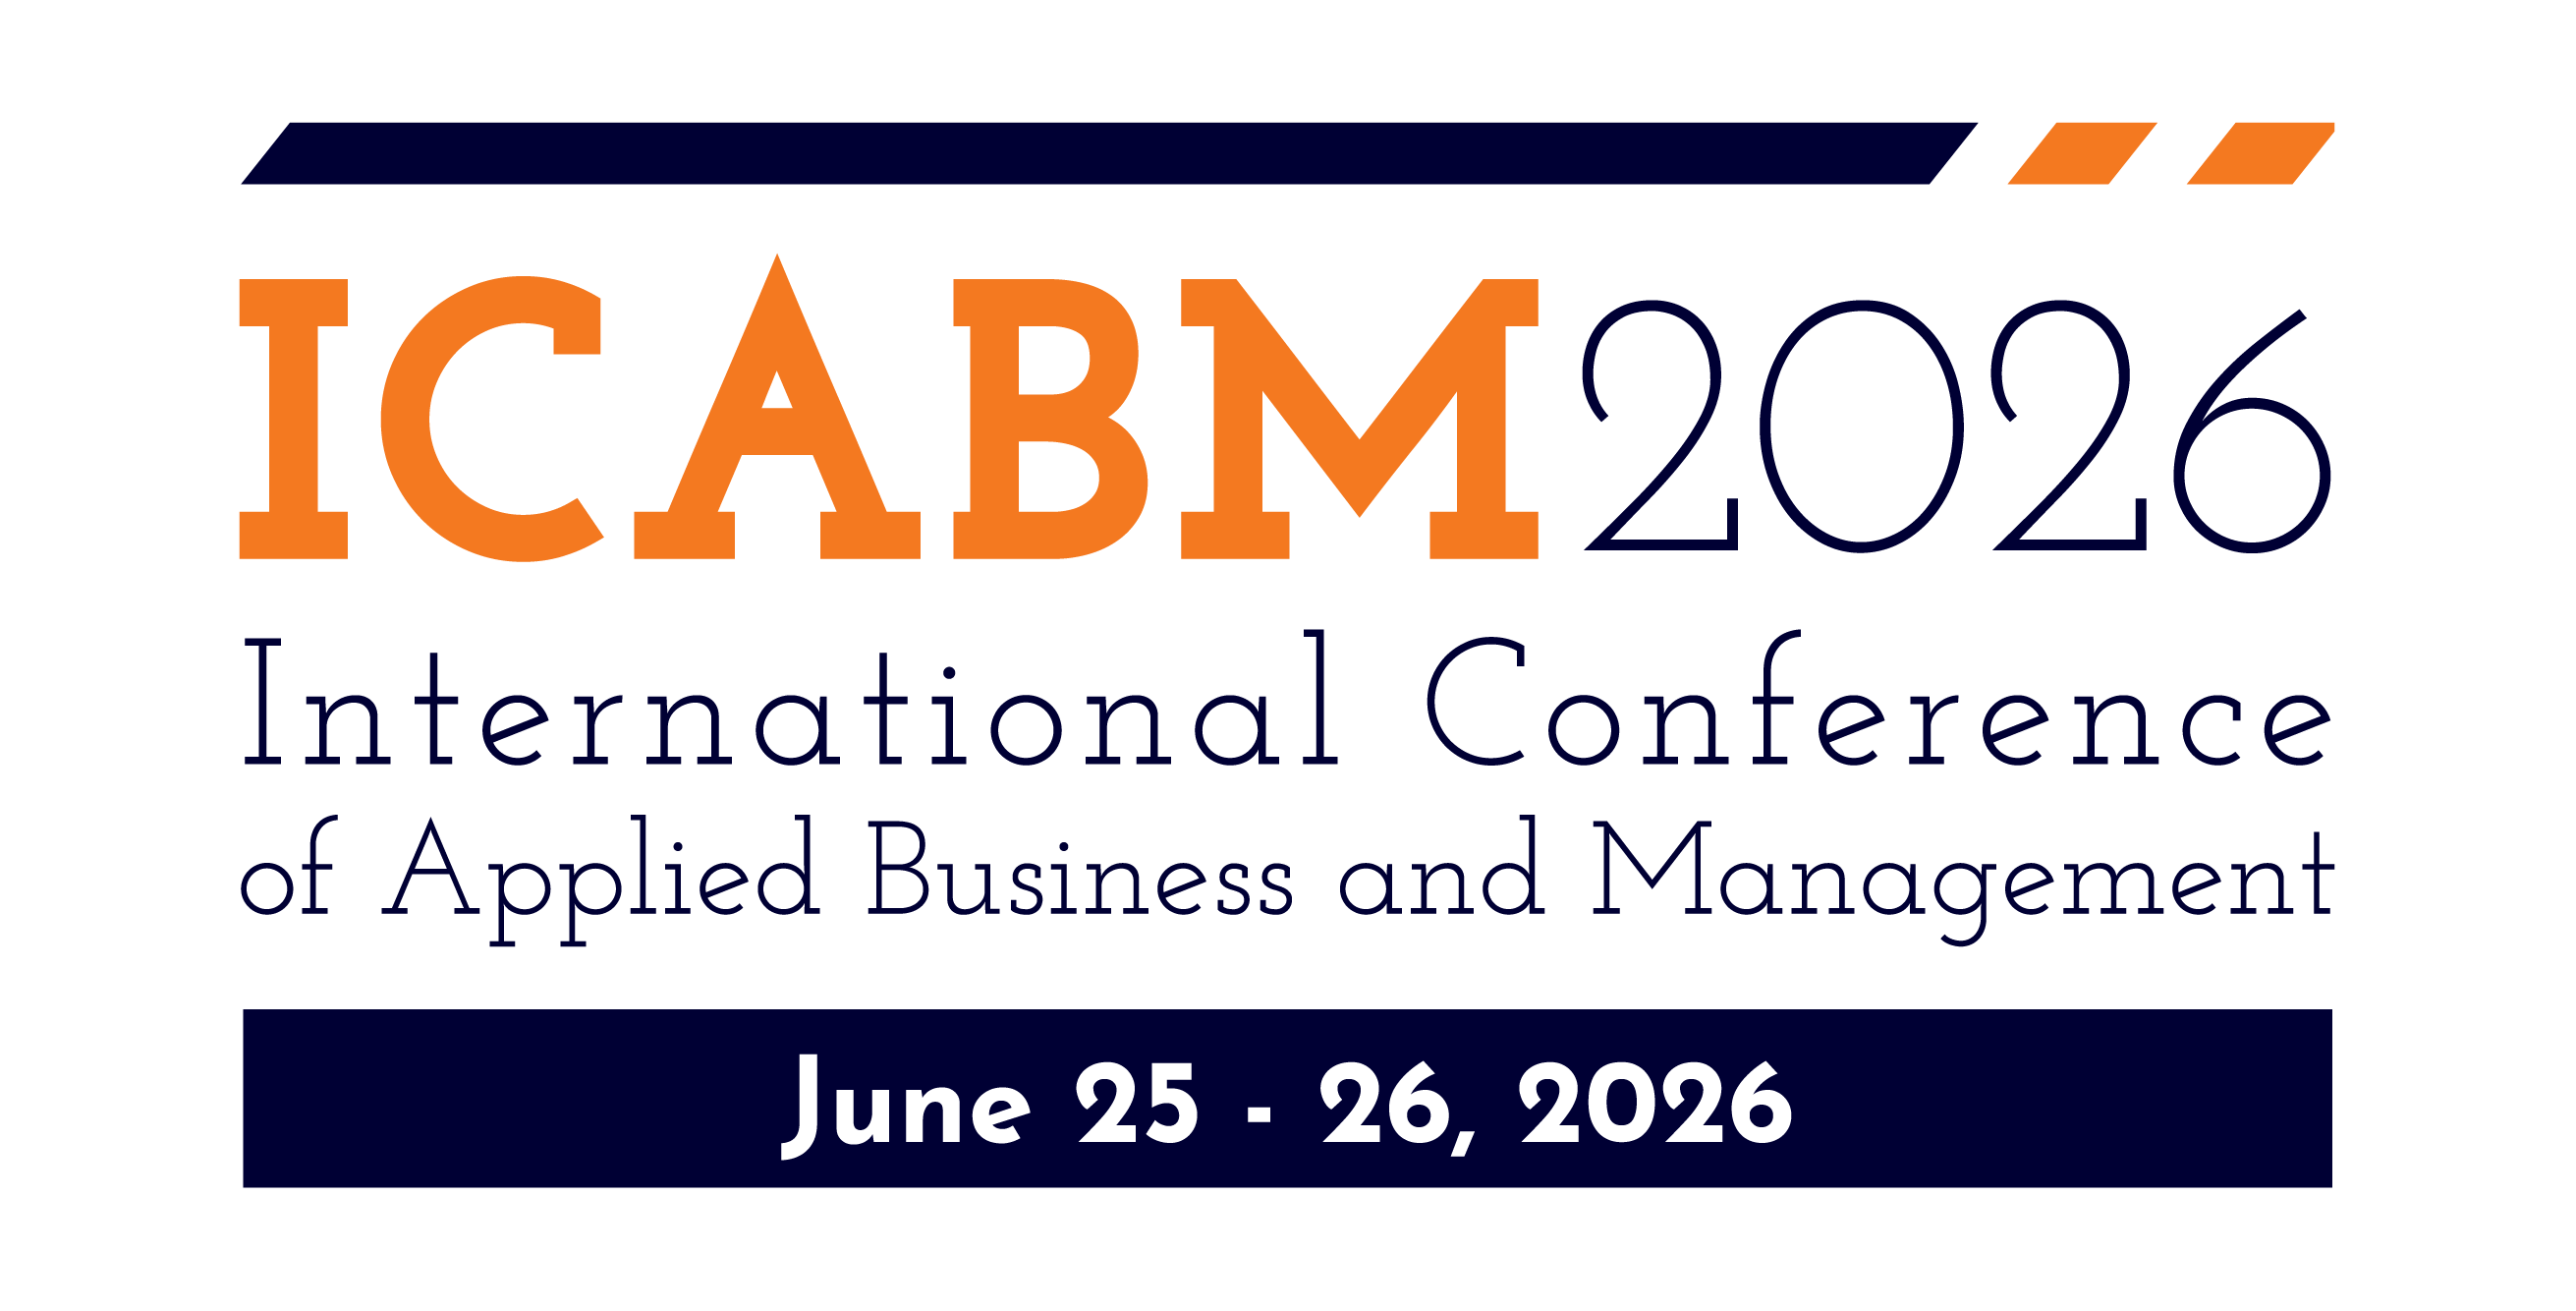 ICABM2026
International Conference
of Applied Business and Management
June 25 - 26, 2026